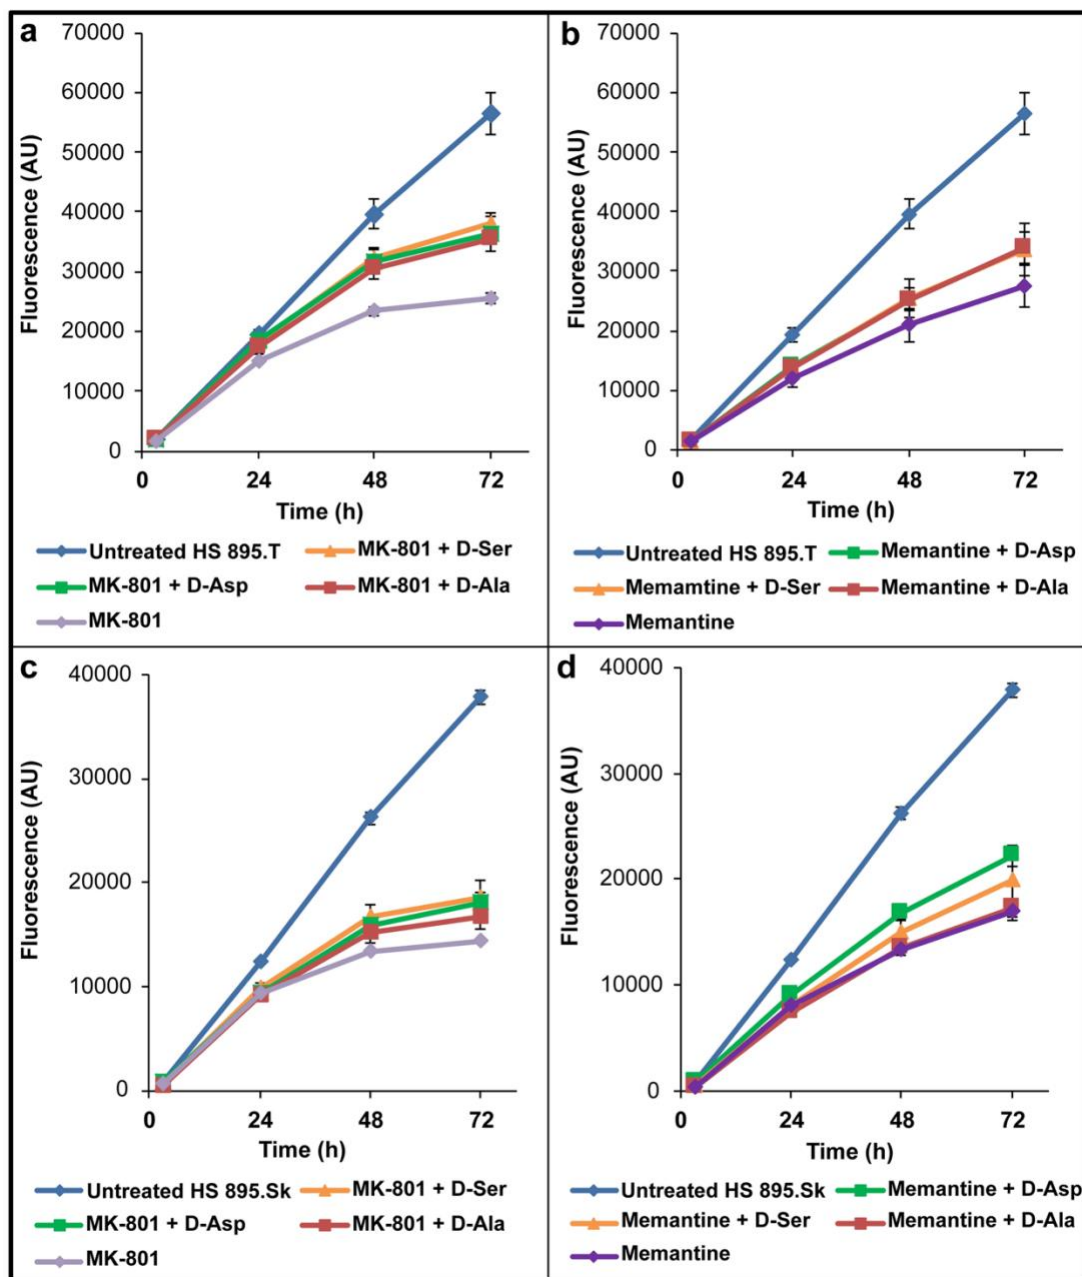 a
70000
60000
50000
40000
30000
20000
10000
0
Fluorescence (AU)
0 24 48 72
Time (h)
Untreated HS 895.T MK-801 + D-Ser
MK-801 + D-Asp MK-801 + D-Ala
MK-801
b
70000
60000
50000
40000
30000
20000
10000
0
Fluorescence (AU)
0 24 48 72
Time (h)
Untreated HS 895.T Memantine + D-Asp
Memamtine + D-Ser Memantine + D-Ala
Memantine
c
40000
30000
20000
10000
0
Fluorescence (AU)
0 24 48 72
Time (h)
Untreated HS 895.Sk MK-801 + D-Ser
MK-801 + D-Asp MK-801 + D-Ala
MK-801
d
40000
30000
20000
10000
0
Fluorescence (AU)
0 24 48 72
Time (h)
Untreated HS 895.Sk Memantine + D-Asp
Memantine + D-Ser Memantine + D-Ala
Memantine